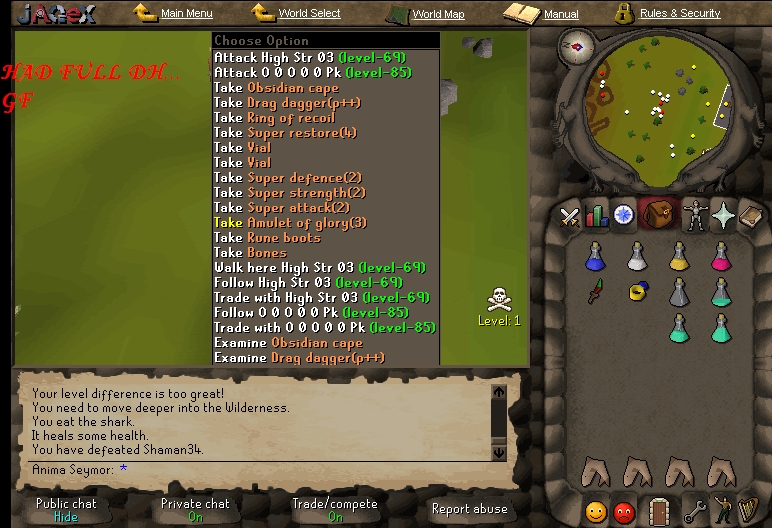 JAGEX
Main Menu
World Select
World Map
Manual
Rules & Security
HAD FULL DH...
GF
Choose Option
Attack High Str 03 (level-69)
Attack 0 0 0 0 0 Pk (level-85)
Take Obsidian cape
Take Drag dagger(p++)
Take Ring of recoil
Take Super restore(4)
Take Vial
Take Vial
Take Super defence(2)
Take Super strength(2)
Take Super attack(2)
Take Amulet of glory(3)
Take Rune boots
Take Bones
Walk here High Str 03 (level-69)
Follow High Str 03 (level-69)
Trade with High Str 03 (level-69)
Follow 0 0 0 0 0 Pk (level-85)
Trade with 0 0 0 0 0 Pk (level-85)
Examine Obsidian cape
Examine Drag dagger(p++)
Level: 1
Your level difference is too great!
You need to move deeper into the Wilderness.
You eat the shark.
It heals some health.
You have defeated Shaman34.
Anima Seymor: *
Public chat
Hide
Private chat
On
Trade/compete
On
Report abuse